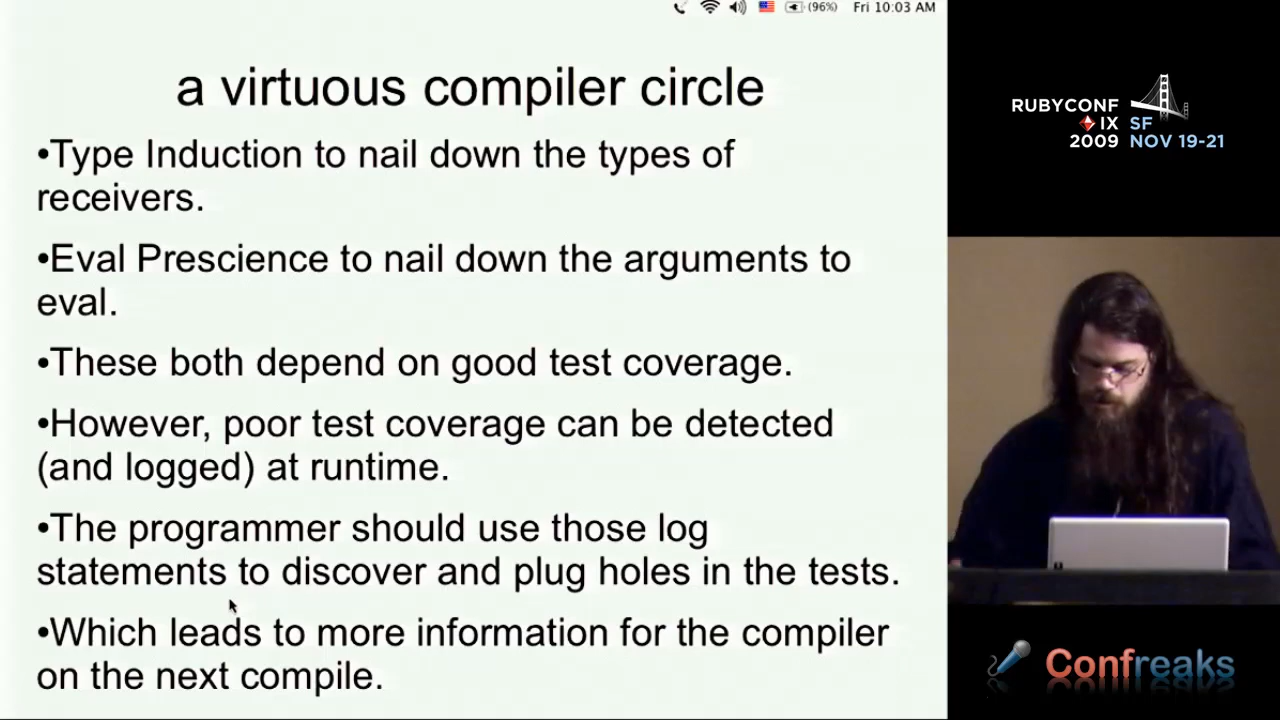 (96%) Fri 10:03 AM
a virtuous compiler circle
•Type Induction to nail down the types of
receivers.
•Eval Prescience to nail down the arguments to
eval.
•These both depend on good test coverage.
•However, poor test coverage can be detected
(and logged) at runtime.
•The programmer should use those log
statements to discover and plug holes in the tests.
•Which leads to more information for the compiler
on the next compile.
RUBYCONF
IX SF
2009 NOV 19-21
Confreaks